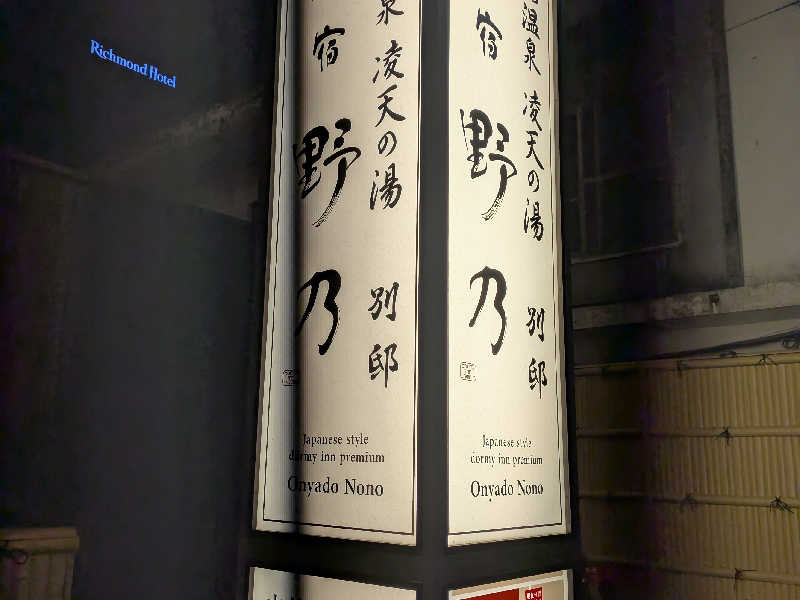 Richmond Hotel
泉 凌天の湯 別邸
宿 野乃
Japanese style
dormy inn premium
Onyado Nono
温泉 凌天の湯 別邸
宿 野乃
Japanese style
dormy inn premium
Onyado Nono